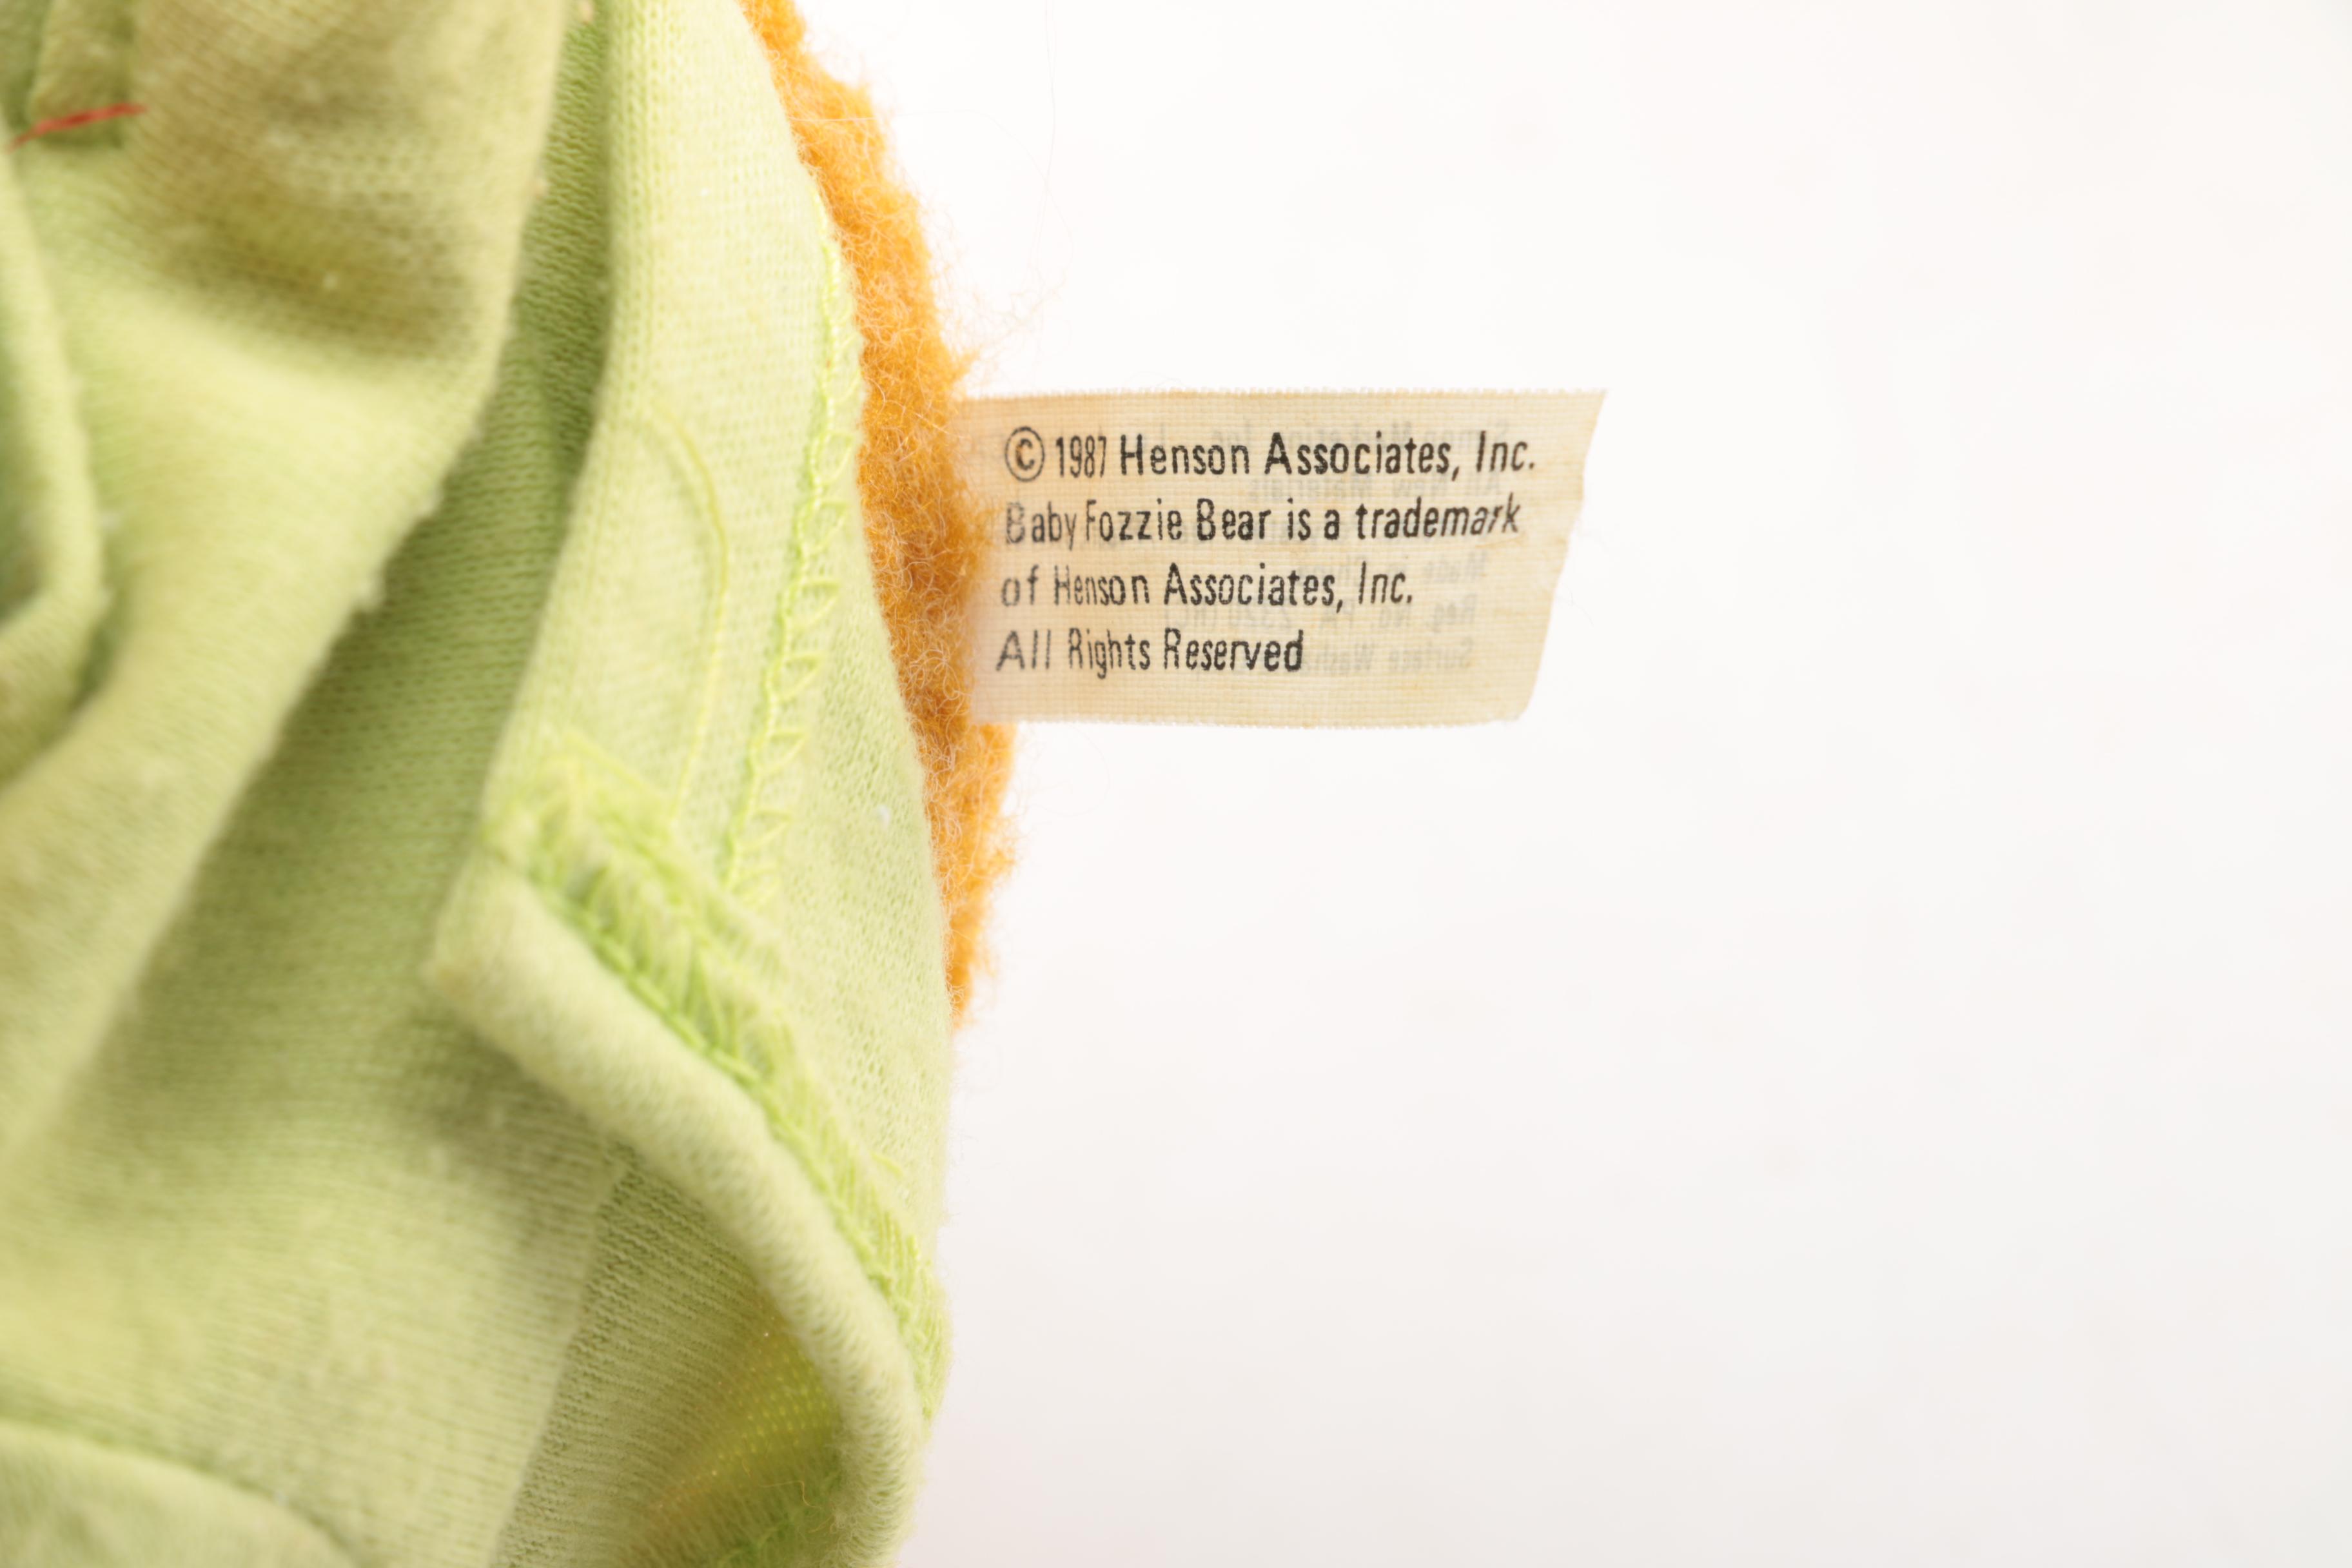 © 1987 Henson Associates, Inc.
Baby Fozzie Bear is a trademark
of Henson Associates, Inc.
All Rights Reserved